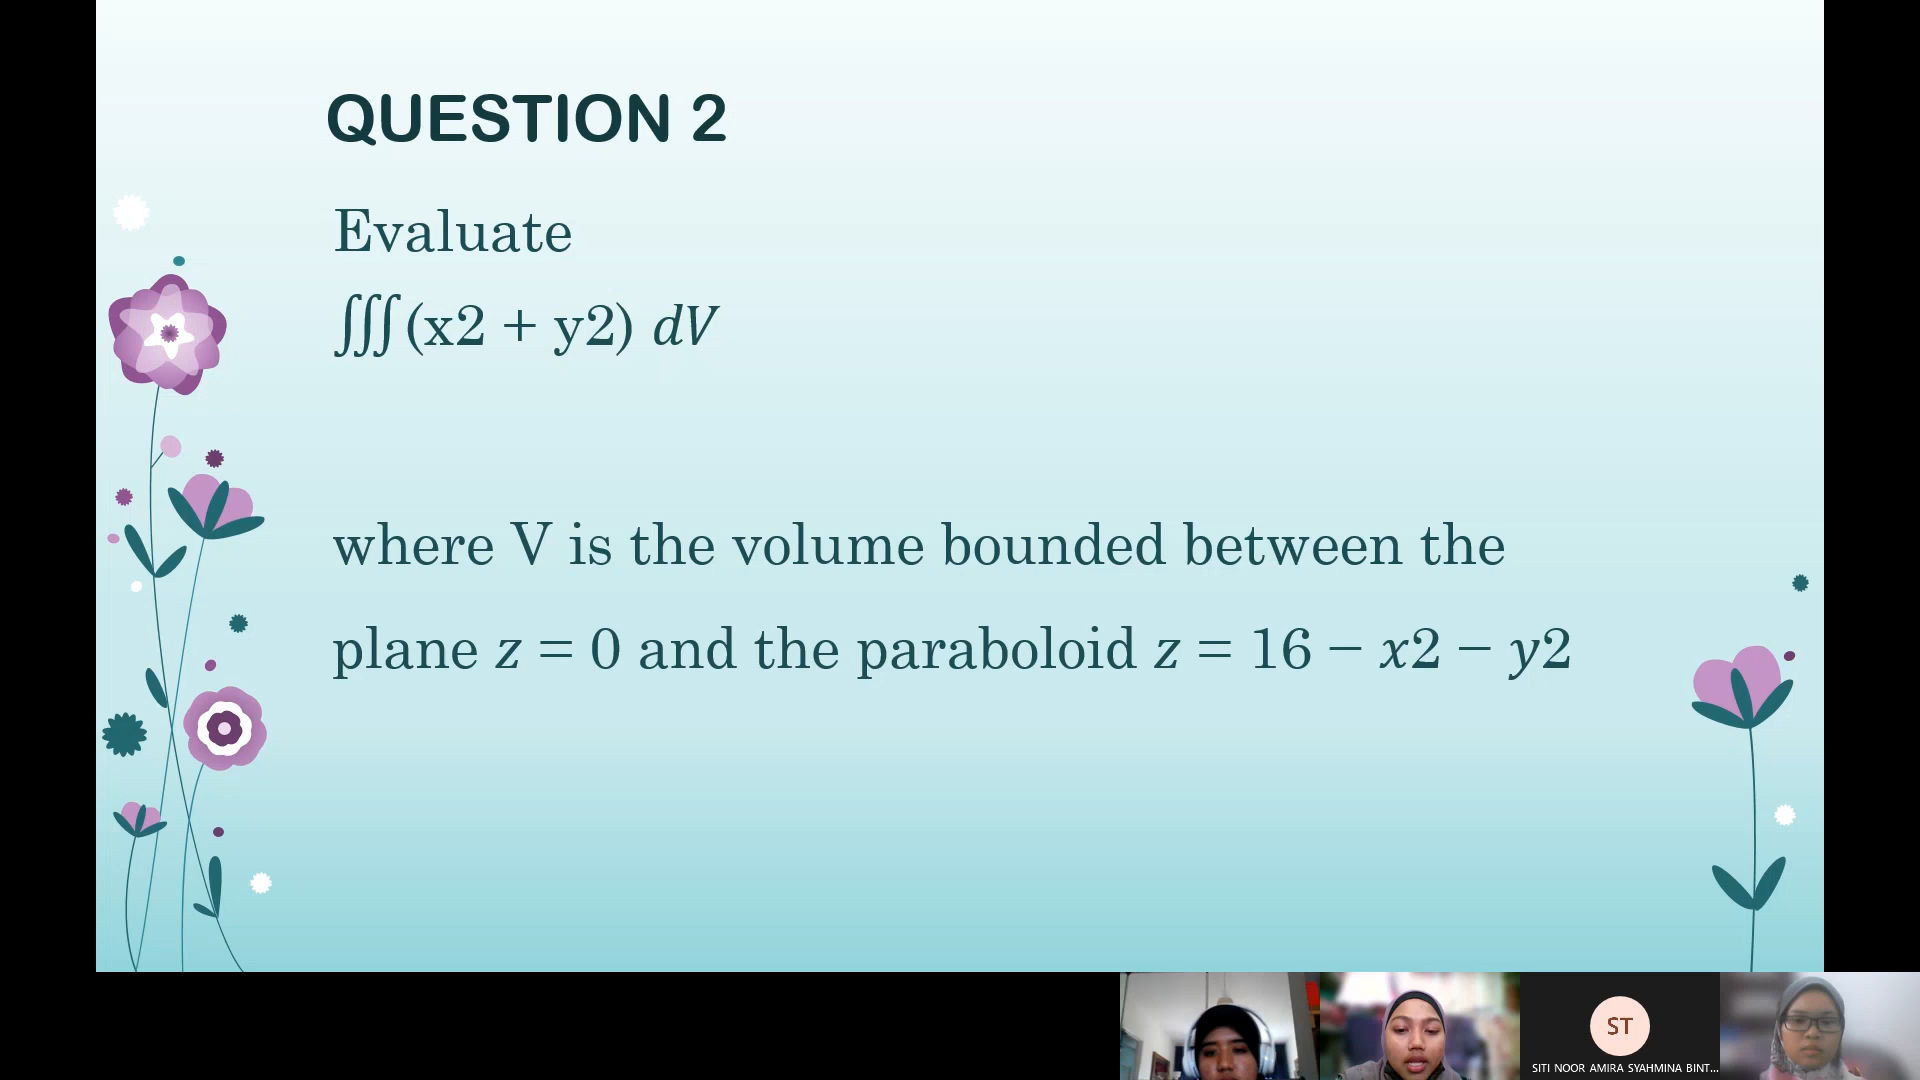 QUESTION 2
Evaluate
∭(x2 + y2) dV
where V is the volume bounded between the
plane z = 0 and the paraboloid z = 16 − x2 − y2
ST
SITI NOOR AMIRA SYAHMINA BINT...